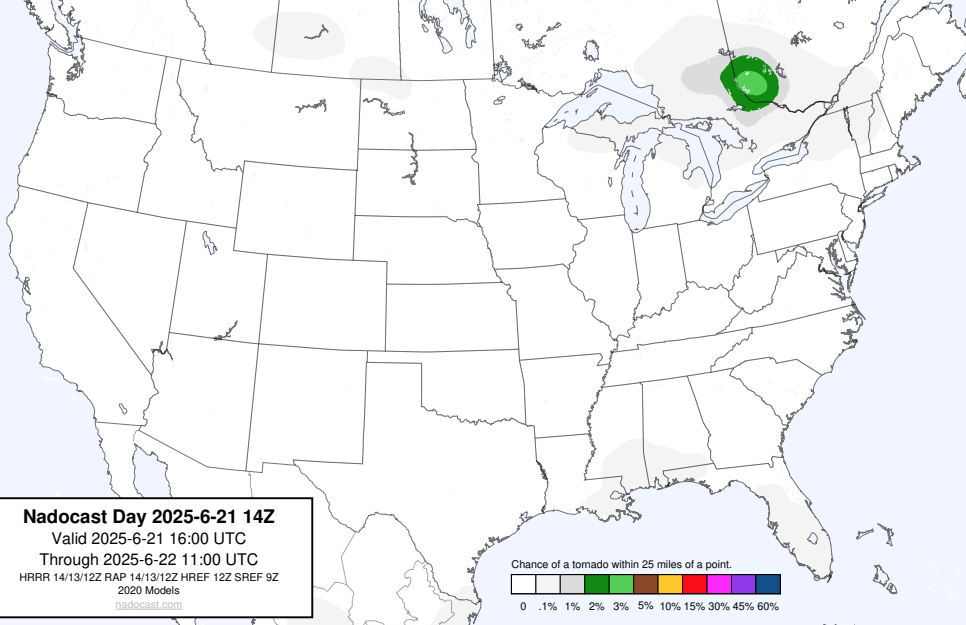 Nadocast Day 2025-6-21 14Z
Valid 2025-6-21 16:00 UTC
Through 2025-6-22 11:00 UTC
HRRR 14/13/12Z RAP 14/13/12Z HREF 12Z SREF 9Z
2020 Models
nadocast.com
Chance of a tornado within 25 miles of a point.
0 .1% 1% 2% 3% 5% 10% 15% 30% 45% 60%